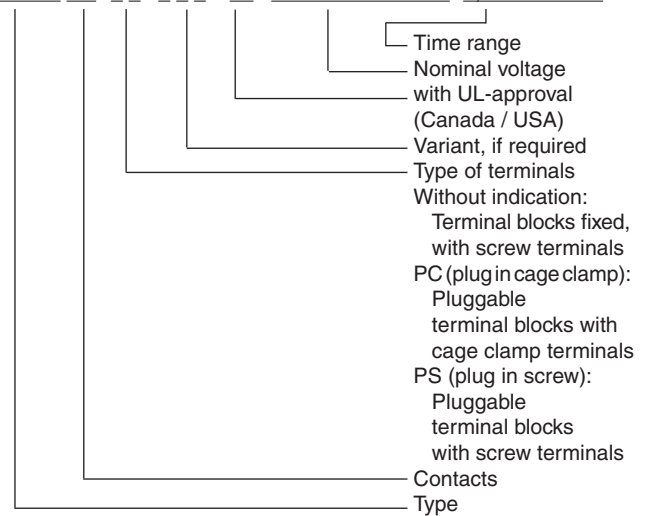 Time range
Nominal voltage
with UL-approval
(Canada / USA)
Variant, if required
Type of terminals
Without indication:
Terminal blocks fixed,
with screw terminals
PC (plug in cage clamp):
Pluggable
terminal blocks with
cage clamp terminals
PS (plug in screw):
Pluggable
terminal blocks
with screw terminals
Contacts
Type